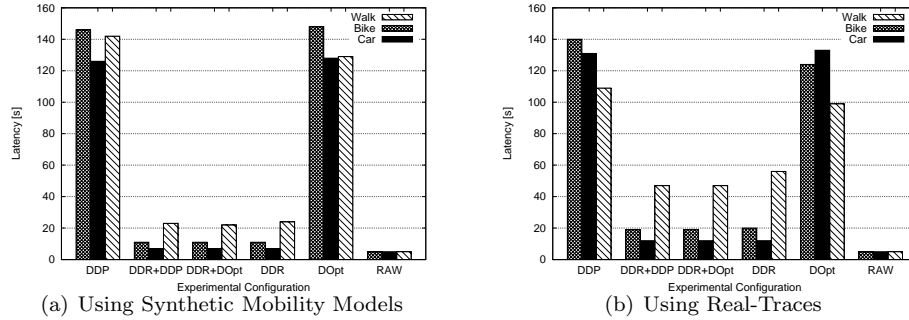 160
140
120
100
80
60
40
20
0
Latency [s]
Walk
Bike
Car
DDP DDR+DDP DDR+DOpt DDR DOpt RAW
Experimental Configuration
(a) Using Synthetic Mobility Models
160
140
120
100
80
60
40
20
0
Latency [s]
Walk
Bike
Car
DDP DDR+DDP DDR+DOpt DDR DOpt RAW
Experimental Configuration
(b) Using Real-Traces